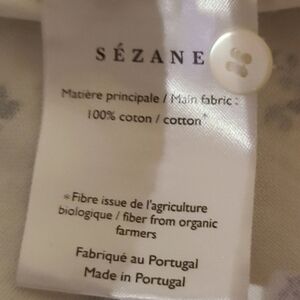 SÉZANE
Matière principale / Main fabric :
100% coton / cotton*
*Fibre issue de l'agriculture
biologique / fiber from organic
farmers
Fabriqué au Portugal
Made in Portugal